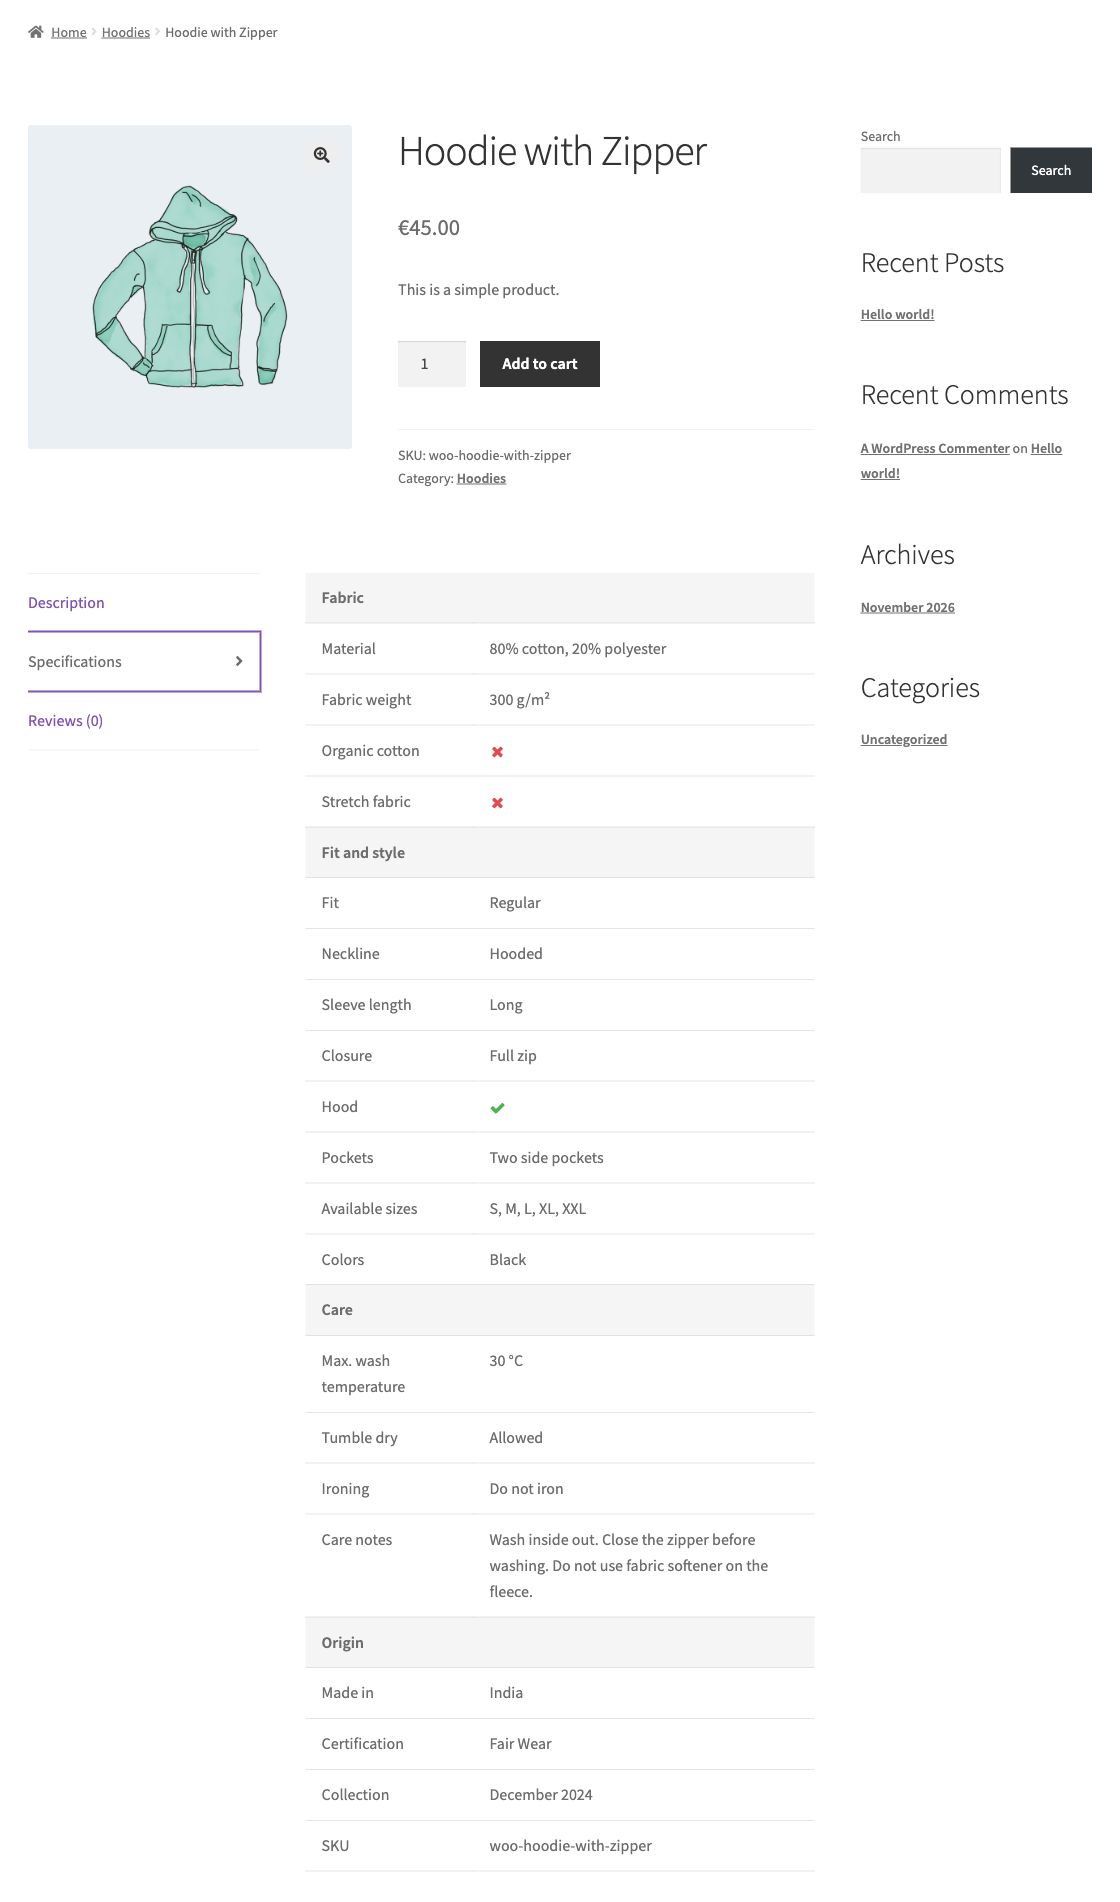 Home Hoodies Hoodie with Zipper
Hoodie with Zipper
€45.00
This is a simple product.
1 Add to cart
SKU: woo-hoodie-with-zipper
Category: Hoodies
Search
Search
Recent Posts
Hello world!
Recent Comments
A WordPress Commenter on Hello
world!
Archives
November 2026
Categories
Uncategorized
Description
Specifications
Reviews (0)
Fabric
Material 80% cotton, 20% polyester
Fabric weight 300 g/m²
Organic cotton
Stretch fabric
Fit and style
Fit Regular
Neckline Hooded
Sleeve length Long
Closure Full zip
Hood
Pockets Two side pockets
Available sizes S, M, L, XL, XXL
Colors Black
Care
Max. wash 30 °C
temperature
Tumble dry Allowed
Ironing Do not iron
Care notes Wash inside out. Close the zipper before
washing. Do not use fabric softener on the
fleece.
Origin
Made in India
Certification Fair Wear
Collection December 2024
SKU woo-hoodie-with-zipper